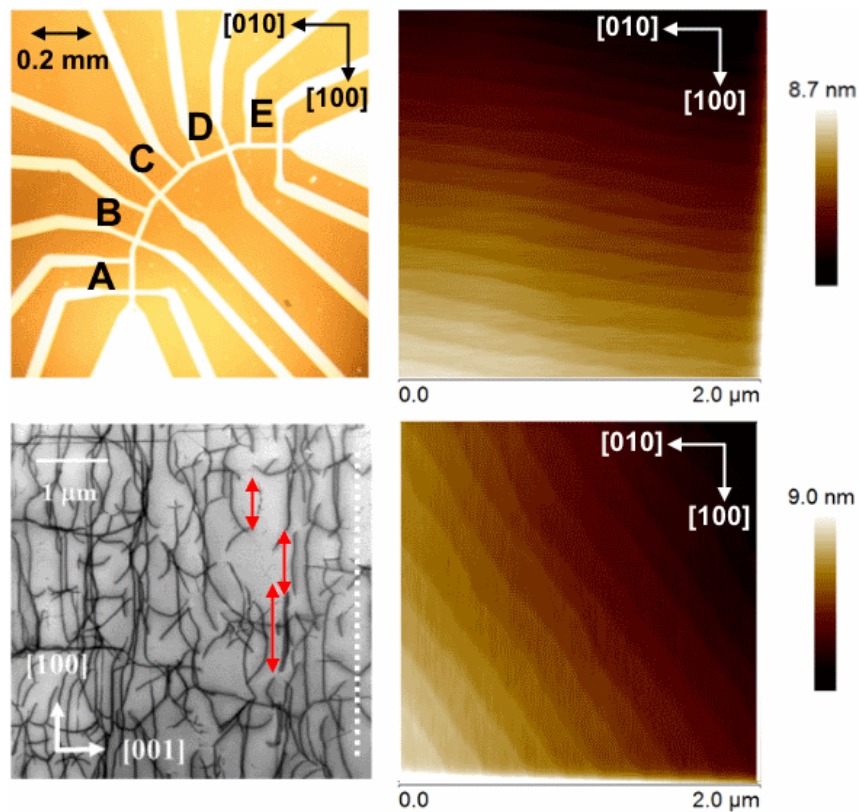 [010]
0.2 mm
[100]
A
B
C
D
E
[010]
[100]
8.7 nm
0.0 2.0 µm
1 µm
[100]
[001]
[010]
[100]
9.0 nm
0.0 2.0 µm